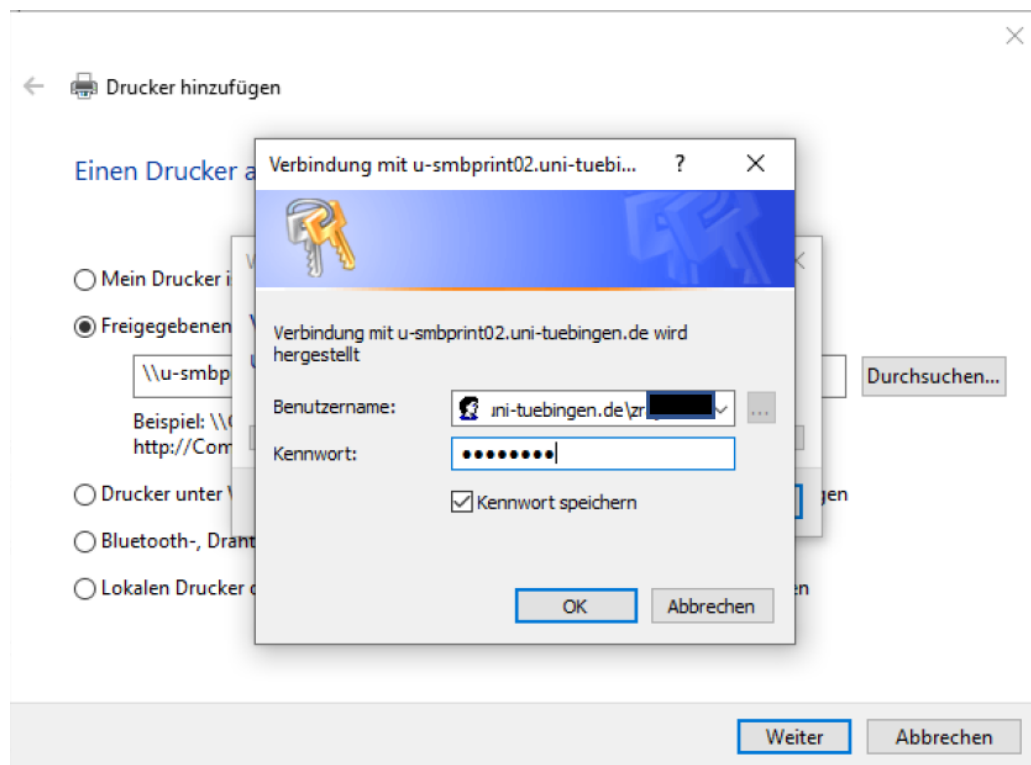 Drucker hinzufügen
Einen Drucker
Verbindung mit u-smbprint02.uni-tuebi... ?
Mein Drucker
Freigegebenen
\\u-smbp
Durchsuchen...
Beispiel: \\
http://Com
Verbindung mit u-smbprint02.uni-tuebingen.de wird
hergestellt
Benutzername: ıni-tuebingen.de\zr
...
Kennwort: ●●●●●●●●
Kennwort speichern
Drucker unter
Bluetooth-,
Lokalen Drucker
OK Abbrechen
Weiter Abbrechen